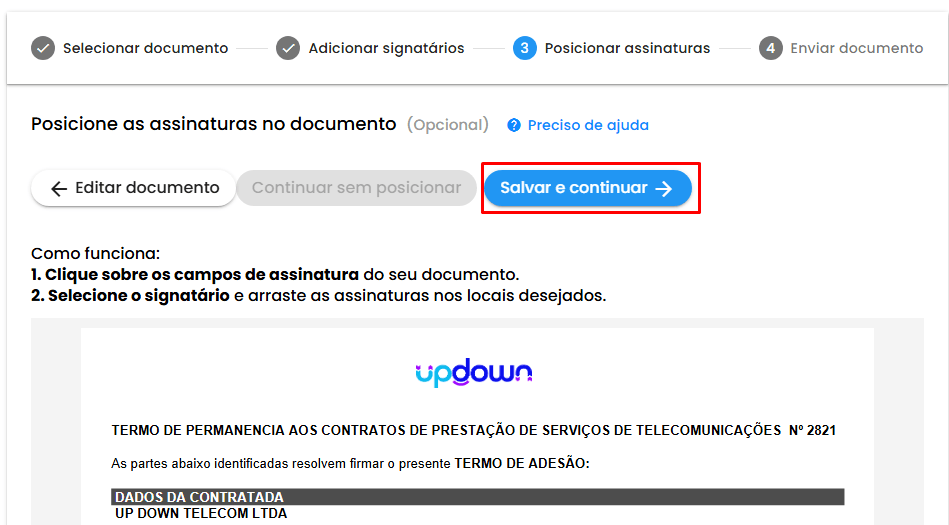 Selecionar documento
Adicionar signatários
3 Posicionar assinaturas
4 Enviar documento
Posicione as assinaturas no documento (Opcional) ? Preciso de ajuda
Editar documento
Continuar sem posicionar
Salvar e continuar
Como funciona:
1. Clique sobre os campos de assinatura do seu documento.
2. Selecione o signatário e arraste as assinaturas nos locais desejados.
updown
TERMO DE PERMANENCIA AOS CONTRATOS DE PRESTAÇÃO DE SERVIÇOS DE TELECOMUNICAÇÕES Nº 2821
As partes abaixo identificadas resolvem firmar o presente TERMO DE ADESÃO:
DADOS DA CONTRATADA
UP DOWN TELECOM LTDA